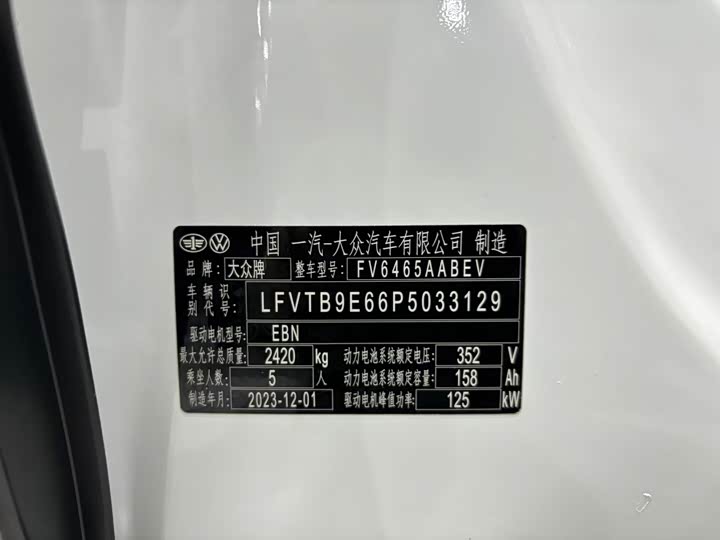 中国 一汽-大众汽车有限公司 制造
品牌: 大众牌 整车型号: FV6465AABEV
车辆识别代号: LFVTB9E66P5033129
驱动电机型号: EBN
最大允许总质量: 2420 kg 动力电池系统额定电压: 352 V
乘坐人数: 5 人 动力电池系统额定容量: 158 Ah
制造年月: 2023-12-01 驱动电机峰值功率: 125 kW